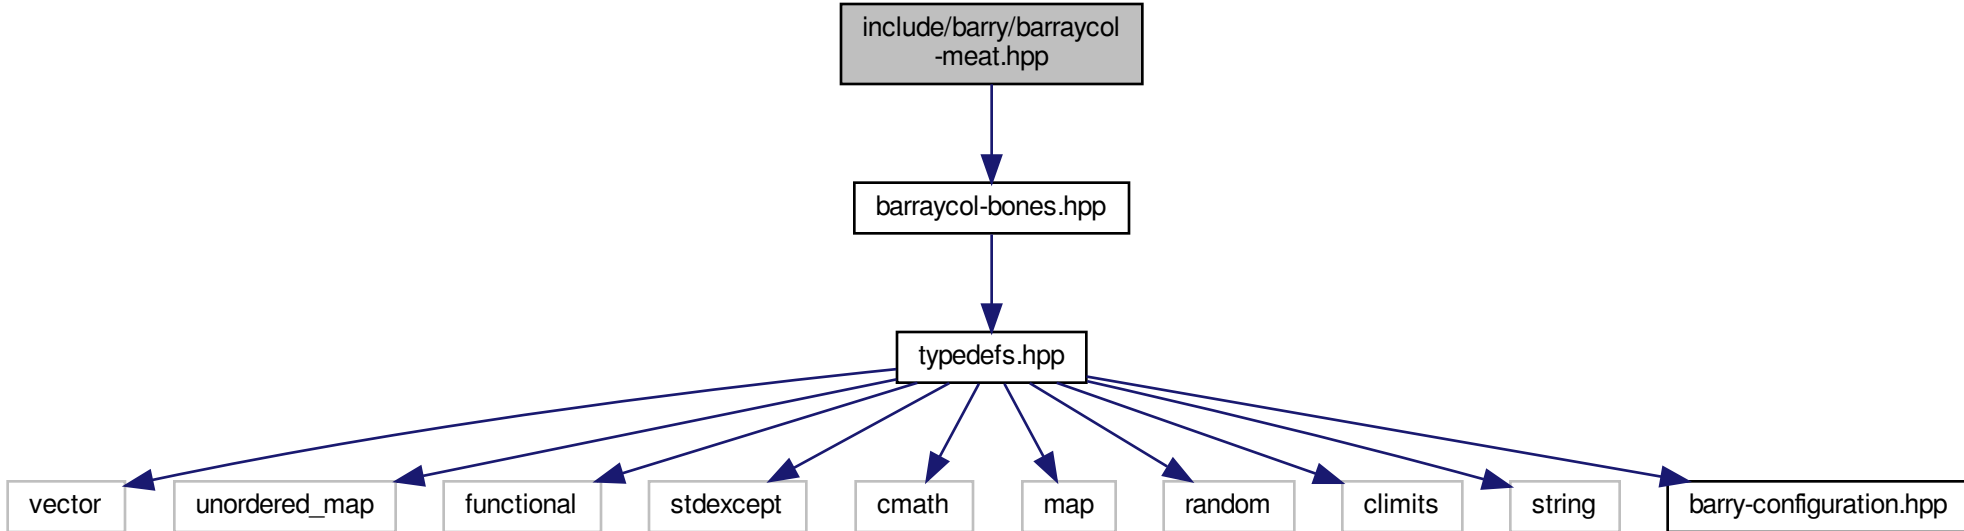 include/barry/barraycol
-meat.hpp
barraycol-bones.hpp
typedefs.hpp
vector
unordered_map
functional
stdexcept
cmath
map
random
climits
string
barry-configuration.hpp